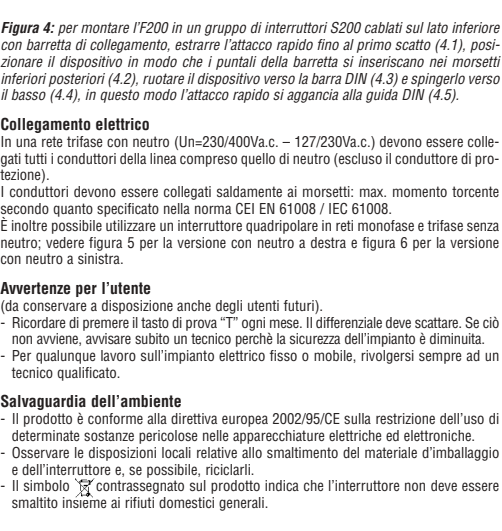 Figura 4: per montare l'F200 in un gruppo di interruttori S200 cablati sul lato inferiore
con barretta di collegamento, estrarre l'attacco rapido fino al primo scatto (4.1), posi-
zionare il dispositivo in modo che i puntali della barretta si inseriscano nei morsetti
inferiori posteriori (4.2), ruotare il dispositivo verso la barra DIN (4.3) e spingerlo verso
il basso (4.4), in questo modo l'attacco rapido si aggancia alla guida DIN (4.5).
Collegamento elettrico
In una rete trifase con neutro (Un=230/400Va.c. – 127/230Va.c.) devono essere colle-
gati tutti i conduttori della linea compreso quello di neutro (escluso il conduttore di pro-
tezione).
I conduttori devono essere collegati saldamente ai morsetti: max. momento torcente
secondo quanto specificato nella norma CEI EN 61008 / IEC 61008.
È inoltre possibile utilizzare un interruttore quadripolare in reti monofase e trifase senza
neutro; vedere figura 5 per la versione con neutro a destra e figura 6 per la versione
con neutro a sinistra.
Avvertenze per l'utente
(da conservare a disposizione anche degli utenti futuri).
- Ricordare di premere il tasto di prova “T” ogni mese. Il differenziale deve scattare. Se ciò
non avviene, avvisare subito un tecnico perchè la sicurezza dell'impianto è diminuita.
- Per qualunque lavoro sull'impianto elettrico fisso o mobile, rivolgersi sempre ad un
tecnico qualificato.
Salvaguardia dell'ambiente
- Il prodotto è conforme alla direttiva europea 2002/95/CE sulla restrizione dell'uso di
determinate sostanze pericolose nelle apparecchiature elettriche ed elettroniche.
- Osservare le disposizioni locali relative allo smaltimento del materiale d'imballaggio
e dell'interruttore e, se possibile, riciclarli.
- Il simbolo contrassegnato sul prodotto indica che l'interruttore non deve essere
smaltito insieme ai rifiuti domestici generali.